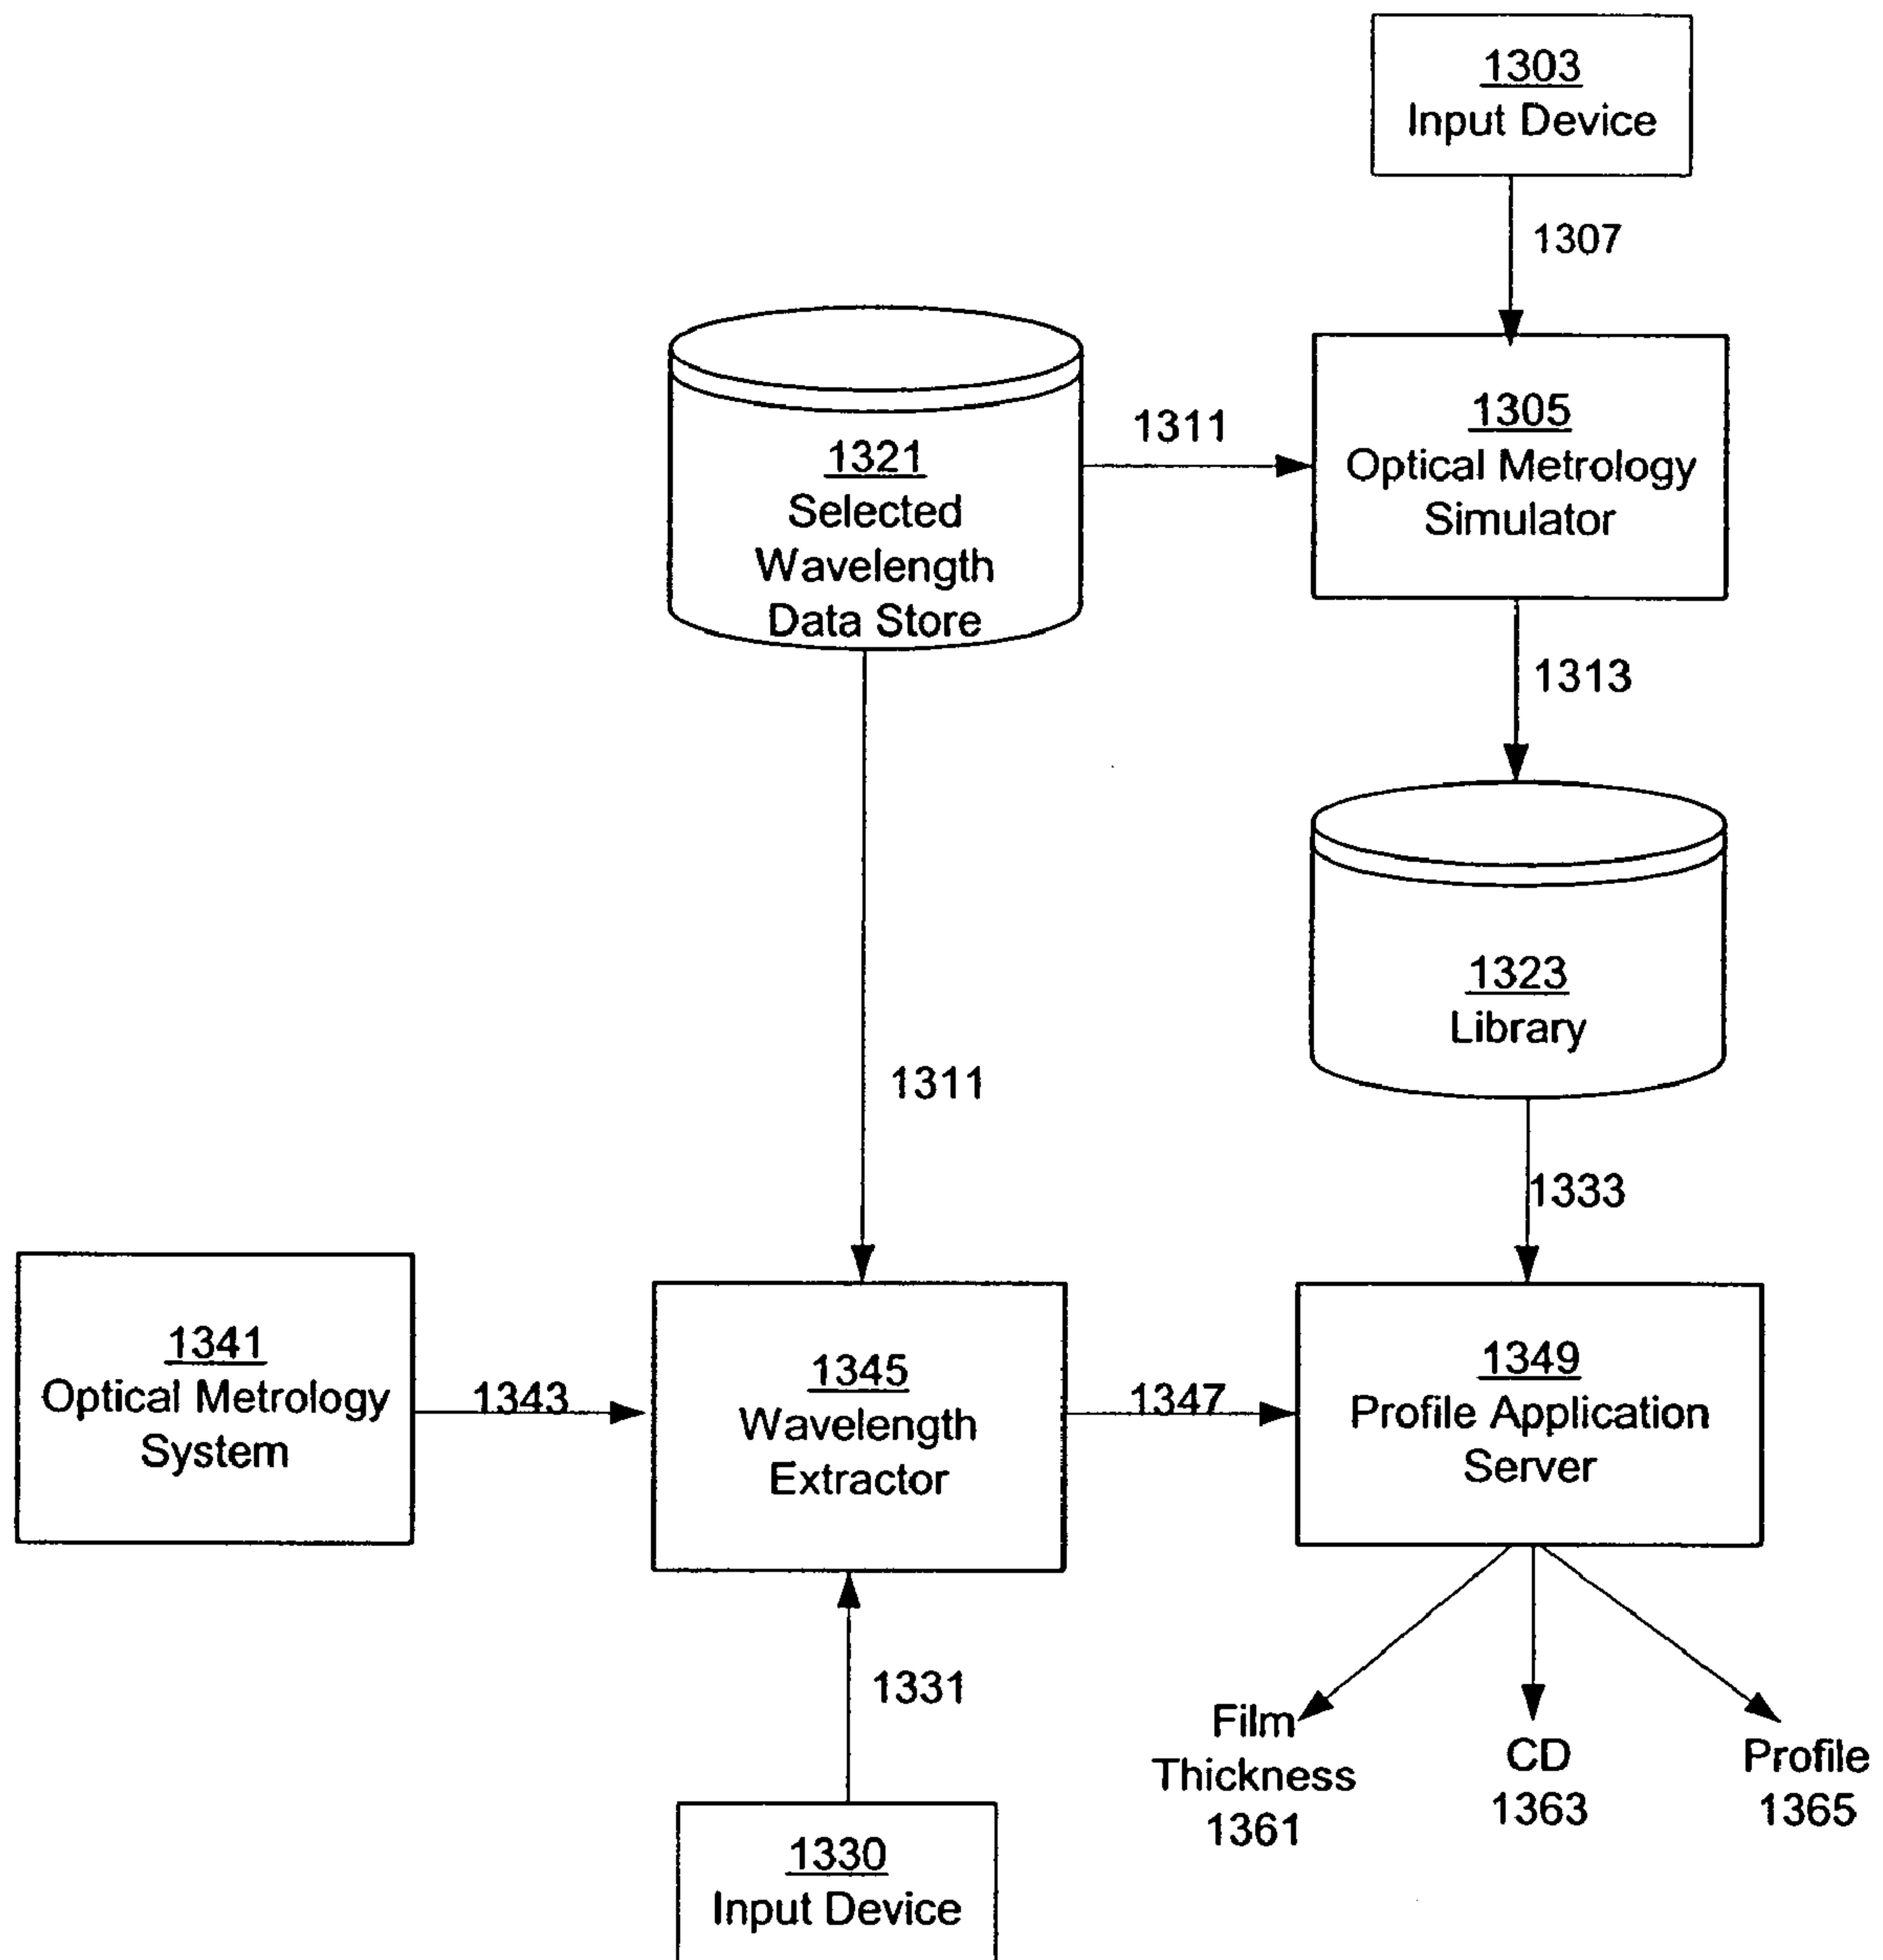 1303
Input Device
1307
1321
Selected
Wavelength
Data Store
1311
1305
Optical Metrology
Simulator
1313
1323
Library
1311
1333
1341
Optical Metrology
System
1343
1345
Wavelength
Extractor
1347
1349
Profile Application
Server
1331
Film
Thickness
1361
CD
1363
Profile
1365
1330
Input Device